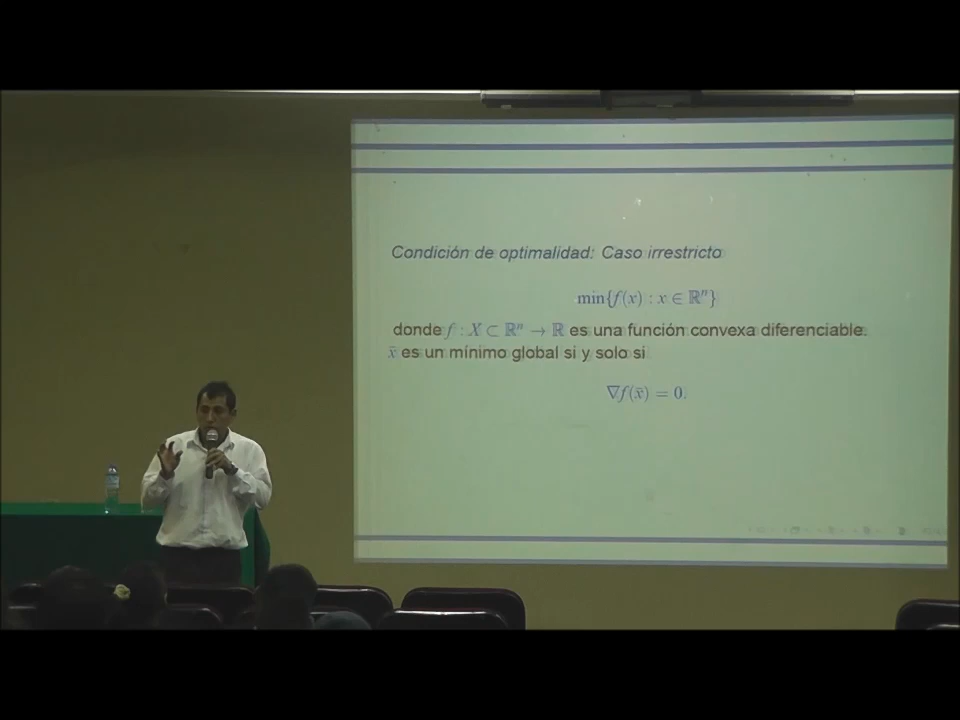 Condición de optimalidad: Caso irrestricto
min{f(x) : x ∈ ℝⁿ}
donde f : X ⊂ ℝⁿ → ℝ es una función convexa diferenciable.
x̄ es un mínimo global si y solo si
∇f(x̄) = 0.